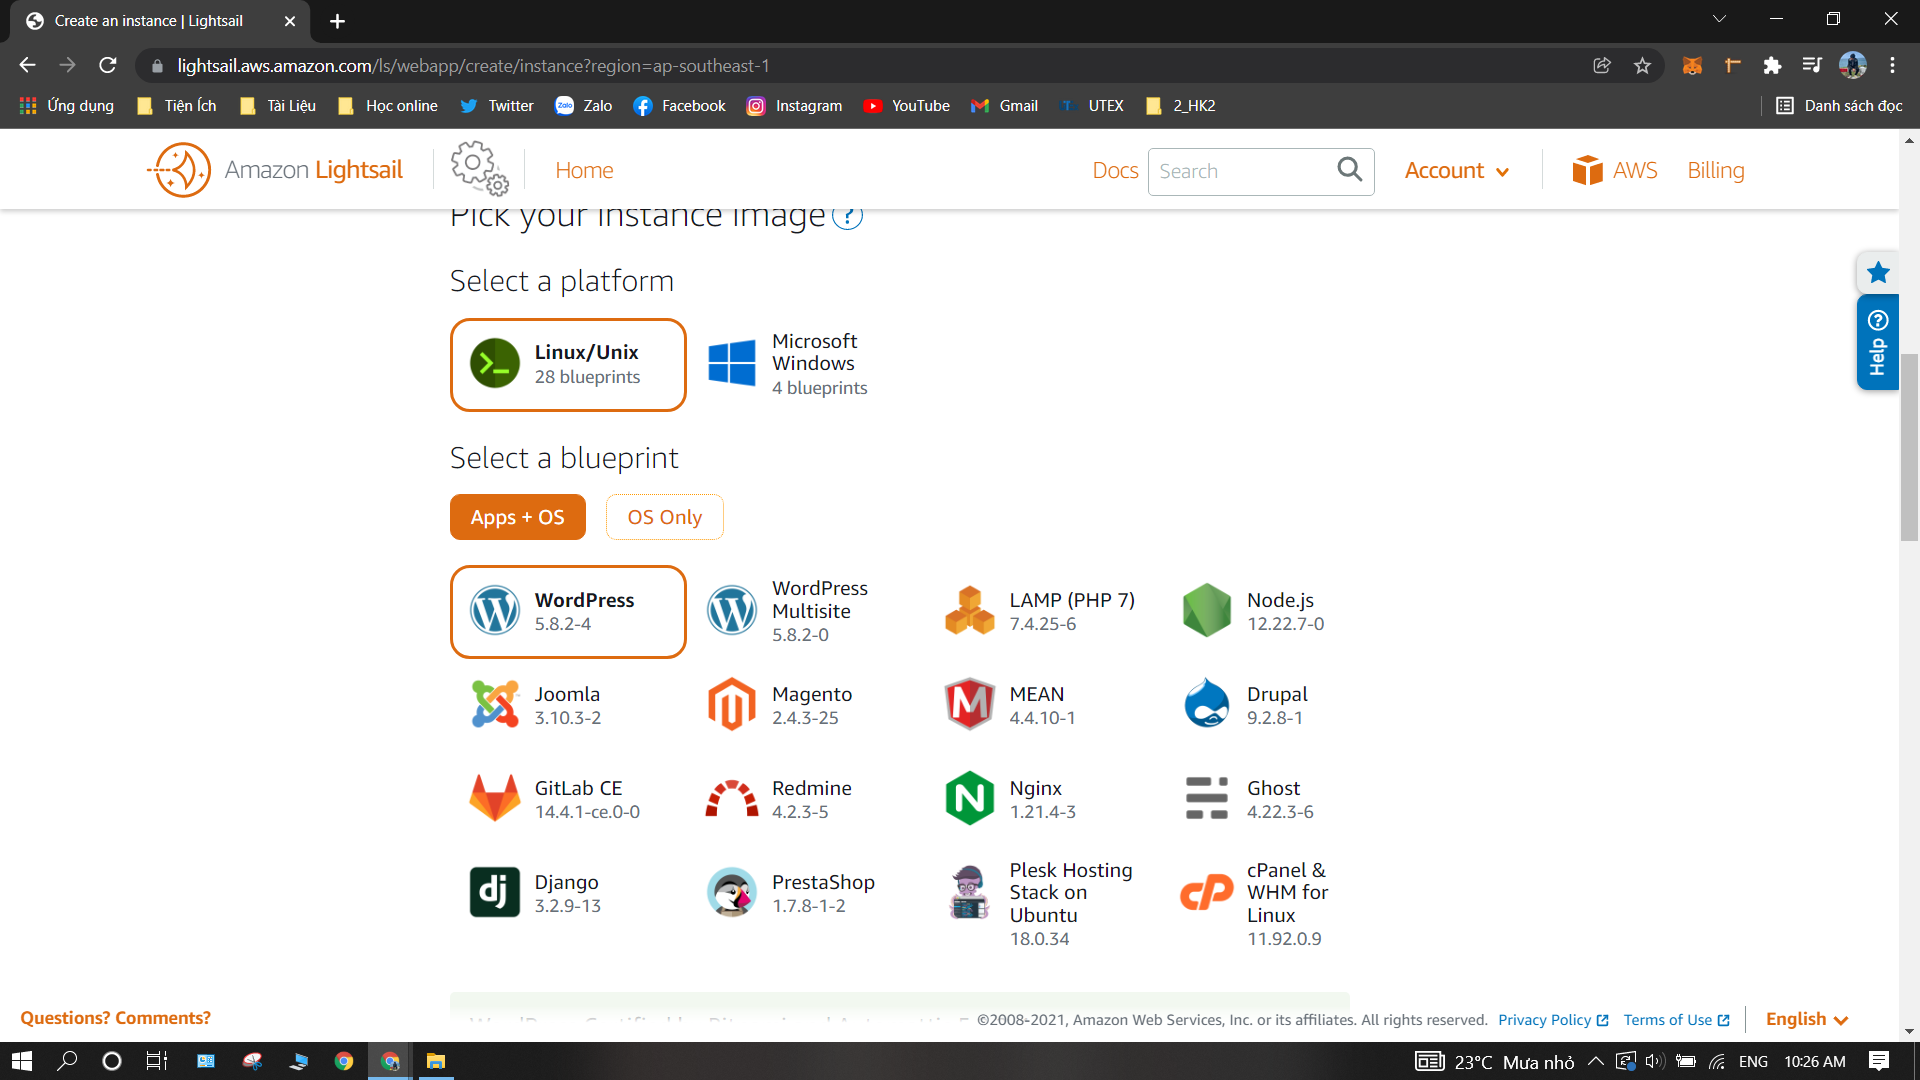 Create an instance | Lightsail
lightsail.aws.amazon.com/ls/webapp/create/instance?region=ap-southeast-1
Ứng dụng Tiện Ích Tài Liệu Học online Twitter Zalo Facebook Instagram YouTube Gmail UTEX 2_HK2 Danh sách đọc
Amazon Lightsail Home Docs Search Account AWS Billing
Pick your instance image ?
Select a platform
Linux/Unix
28 blueprints
Microsoft
Windows
4 blueprints
Help
Select a blueprint
Apps + OS OS Only
WordPress
5.8.2-4
WordPress
Multisite
5.8.2-0
LAMP (PHP 7)
7.4.25-6
Node.js
12.22.7-0
Joomla
3.10.3-2
Magento
2.4.3-25
MEAN
4.4.10-1
Drupal
9.2.8-1
GitLab CE
14.4.1-ce.0-0
Redmine
4.2.3-5
Nginx
1.21.4-3
Ghost
4.22.3-6
Django
3.2.9-13
PrestaShop
1.7.8-1-2
Plesk Hosting
Stack on
Ubuntu
18.0.34
cPanel &
WHM for
Linux
11.92.0.9
Questions? Comments?
©2008-2021, Amazon Web Services, Inc. or its affiliates. All rights reserved. Privacy Policy Terms of Use English
23°C Mưa nhỏ ENG 10:26 AM